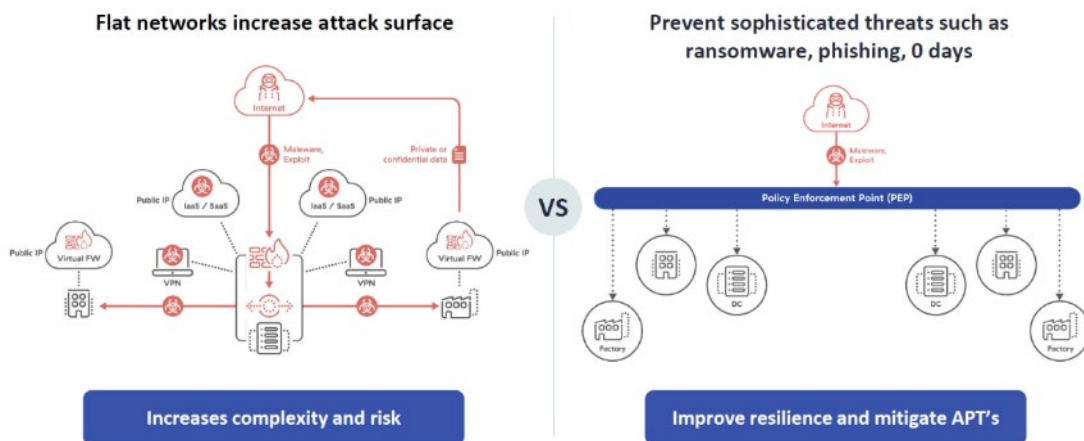 Flat networks increase attack surface
Internet
Maleware,
Exploit
Private or
confidential data
Public IP
IaaS / SaaS
IaaS / SaaS
Public IP
Public IP
Virtual FW
VPN
VPN
Virtual FW
Public IP
Increases complexity and risk
VS
Prevent sophisticated threats such as
ransomware, phishing, 0 days
Internet
Maleware,
Exploit
Policy Enforcement Point (PEP)
DC
DC
Factory
Factory
Improve resilience and mitigate APT's